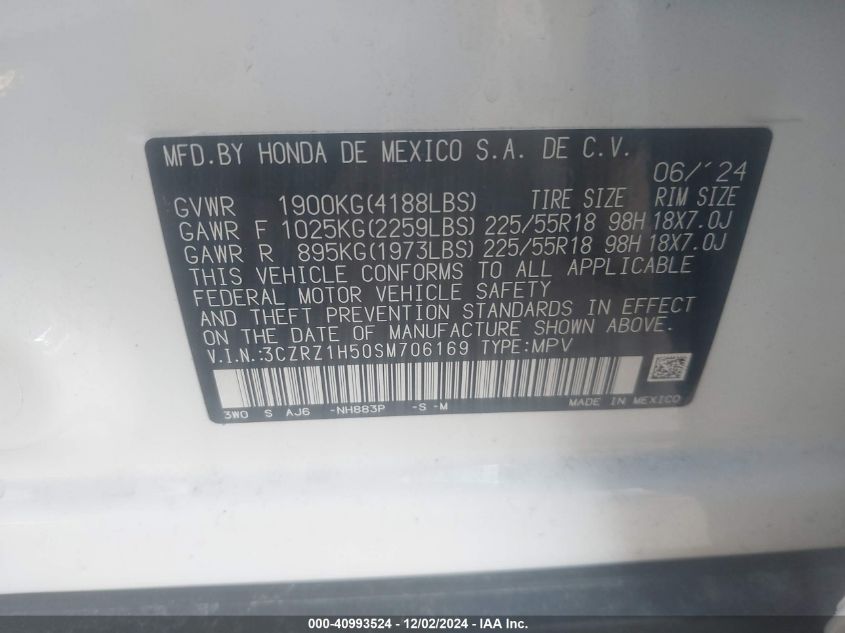 MFD.BY HONDA DE MEXICO S.A. DE C.V. 06/'24
GVWR 1900KG(4188LBS) TIRE SIZE RIM SIZE
GAWR F 1025KG(2259LBS) 225/55R18 98H 18X7.0J
GAWR R 895KG(1973LBS) 225/55R18 98H 18X7.0J
THIS VEHICLE CONFORMS TO ALL APPLICABLE
FEDERAL MOTOR VEHICLE SAFETY
AND THEFT PREVENTION STANDARDS IN EFFECT
ON THE DATE OF MANUFACTURE SHOWN ABOVE.
V.I.N.:3CZRZ1H50SM706169 TYPE:MPV
3W0 S AJ6 -NH883P -S -M MADE IN MEXICO
000-40993524 - 12/02/2024 - IAA Inc.